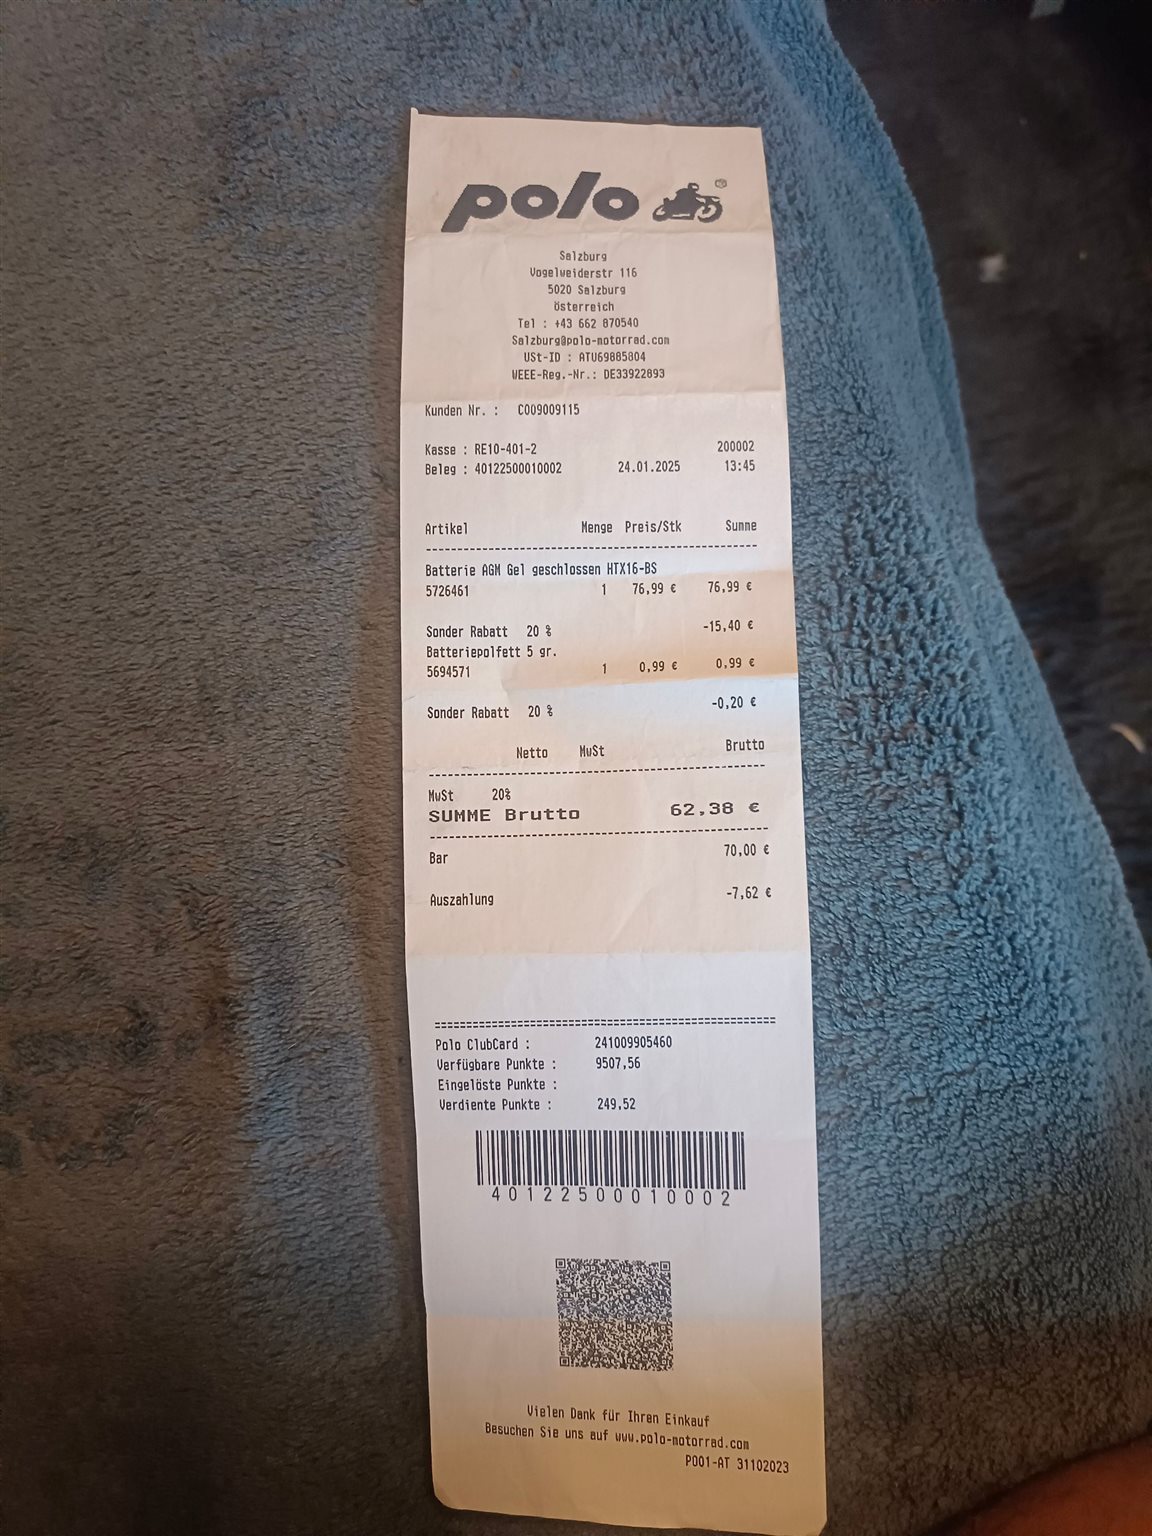 polo
Salzburg
Vogelweiderstr 116
5020 Salzburg
Österreich
Tel : +43 662 870540
Salzburg@polo-motorrad.com
USt-ID : ATU69885804
WEEE-Reg.-Nr.: DE33922893
Kunden Nr. : C009009115
Kasse : RE10-401-2 200002
Beleg : 40122500010002 24.01.2025 13:45
Artikel Menge Preis/Stk Summe
Batterie AGM Gel geschlossen HTX16-BS
5726461 1 76,99 € 76,99 €
Sonder Rabatt 20 % -15,40 €
Batteriepolfett 5 gr.
5694571 1 0,99 € 0,99 €
Sonder Rabatt 20 % -0,20 €
Netto MwSt Brutto
MwSt 20%
SUMME Brutto 62,38 €
Bar 70,00 €
Auszahlung -7,62 €
Polo ClubCard : 241009905460
Verfügbare Punkte : 9507,56
Eingelöste Punkte :
Verdiente Punkte : 249,52
40122500010002
Vielen Dank für Ihren Einkauf
Besuchen Sie uns auf www.polo-motorrad.com
P001-AT 31102023